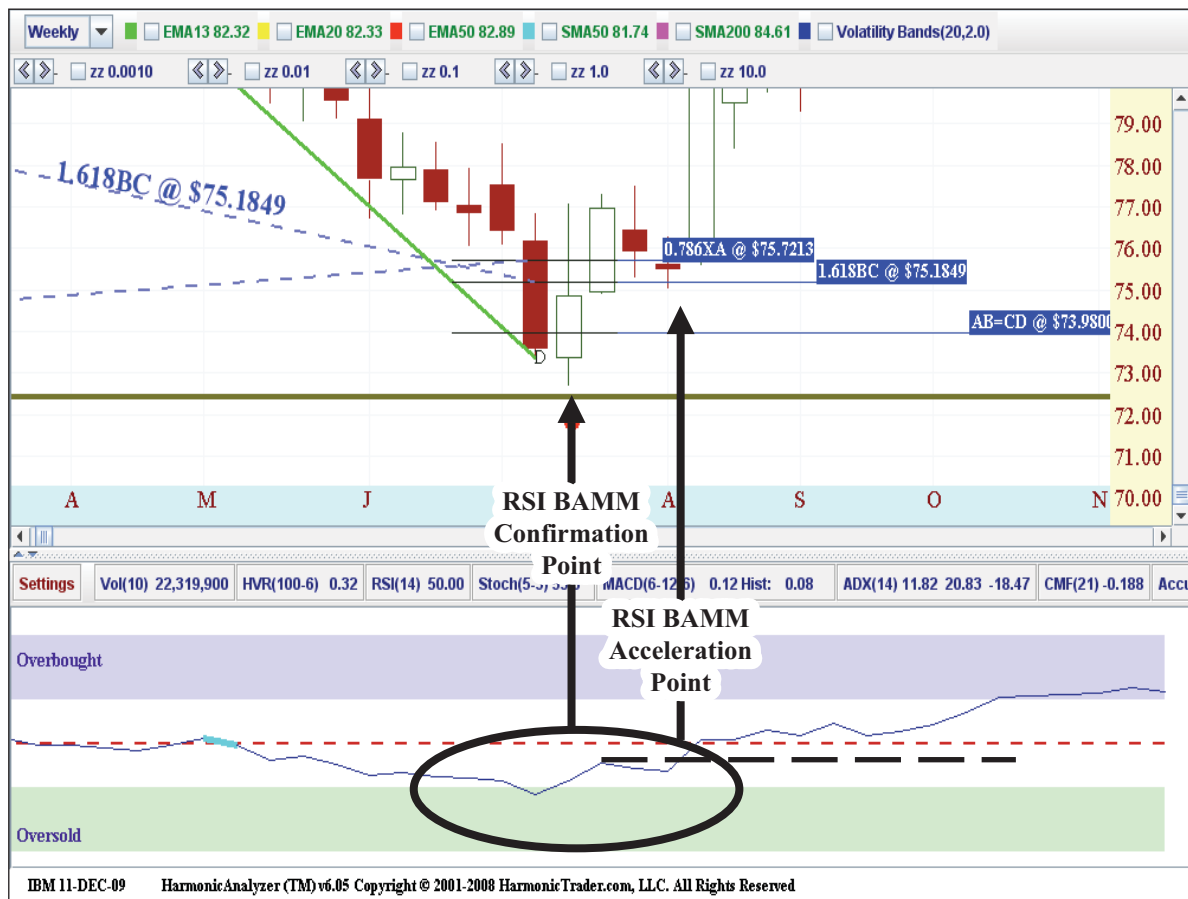 Weekly EMA13 82.32 EMA20 82.33 EMA50 82.89 SMA50 81.74 SMA200 84.61 Volatility Bands(20,2.0)
zz 0.0010 zz 0.01 zz 0.1 zz 1.0 zz 10.0
79.00
78.00
1.618BC @ $75.1849
77.00
76.00
0.786XA @ $75.7213
1.618BC @ $75.1849
75.00
AB=CD @ $73.9800
74.00
D
73.00
72.00
71.00
A M J A S O N 70.00
RSI BAMM
Confirmation
Point
Settings Vol(10) 22,319,900 HVR(100-6) 0.32 RSI(14) 50.00 MACD(6-12-6) 0.12 Hist: 0.08 ADX(14) 11.82 20.83 -18.47 CMF(21) -0.188 Accu
RSI BAMM
Acceleration
Point
Overbought
Oversold
IBM 11-DEC-09 HarmonicAnalyzer (TM) v6.05 Copyright © 2001-2008 HarmonicTrader.com, LLC. All Rights Reserved